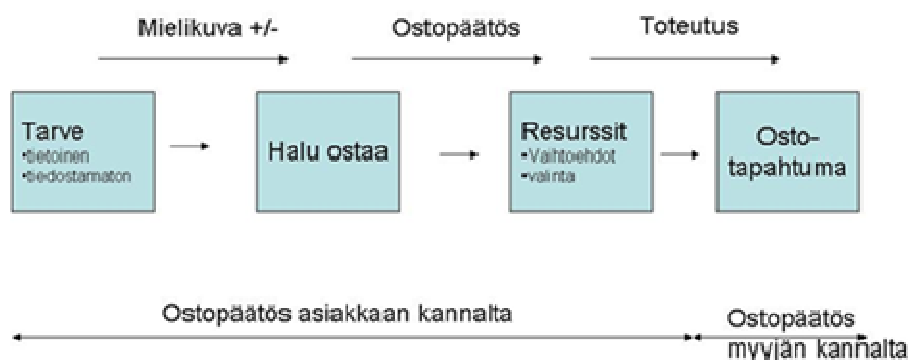 Mielikuva +/-
Ostopäätös
Toteutus
Tarve
•tietoinen
•tiedostamaton
Halu ostaa
Resurssit
•Vaihtoehdot
•valinta
Osto-
tapahtuma
Ostopäätös asiakkaan kannalta
Ostopäätös
myyjän kannalta